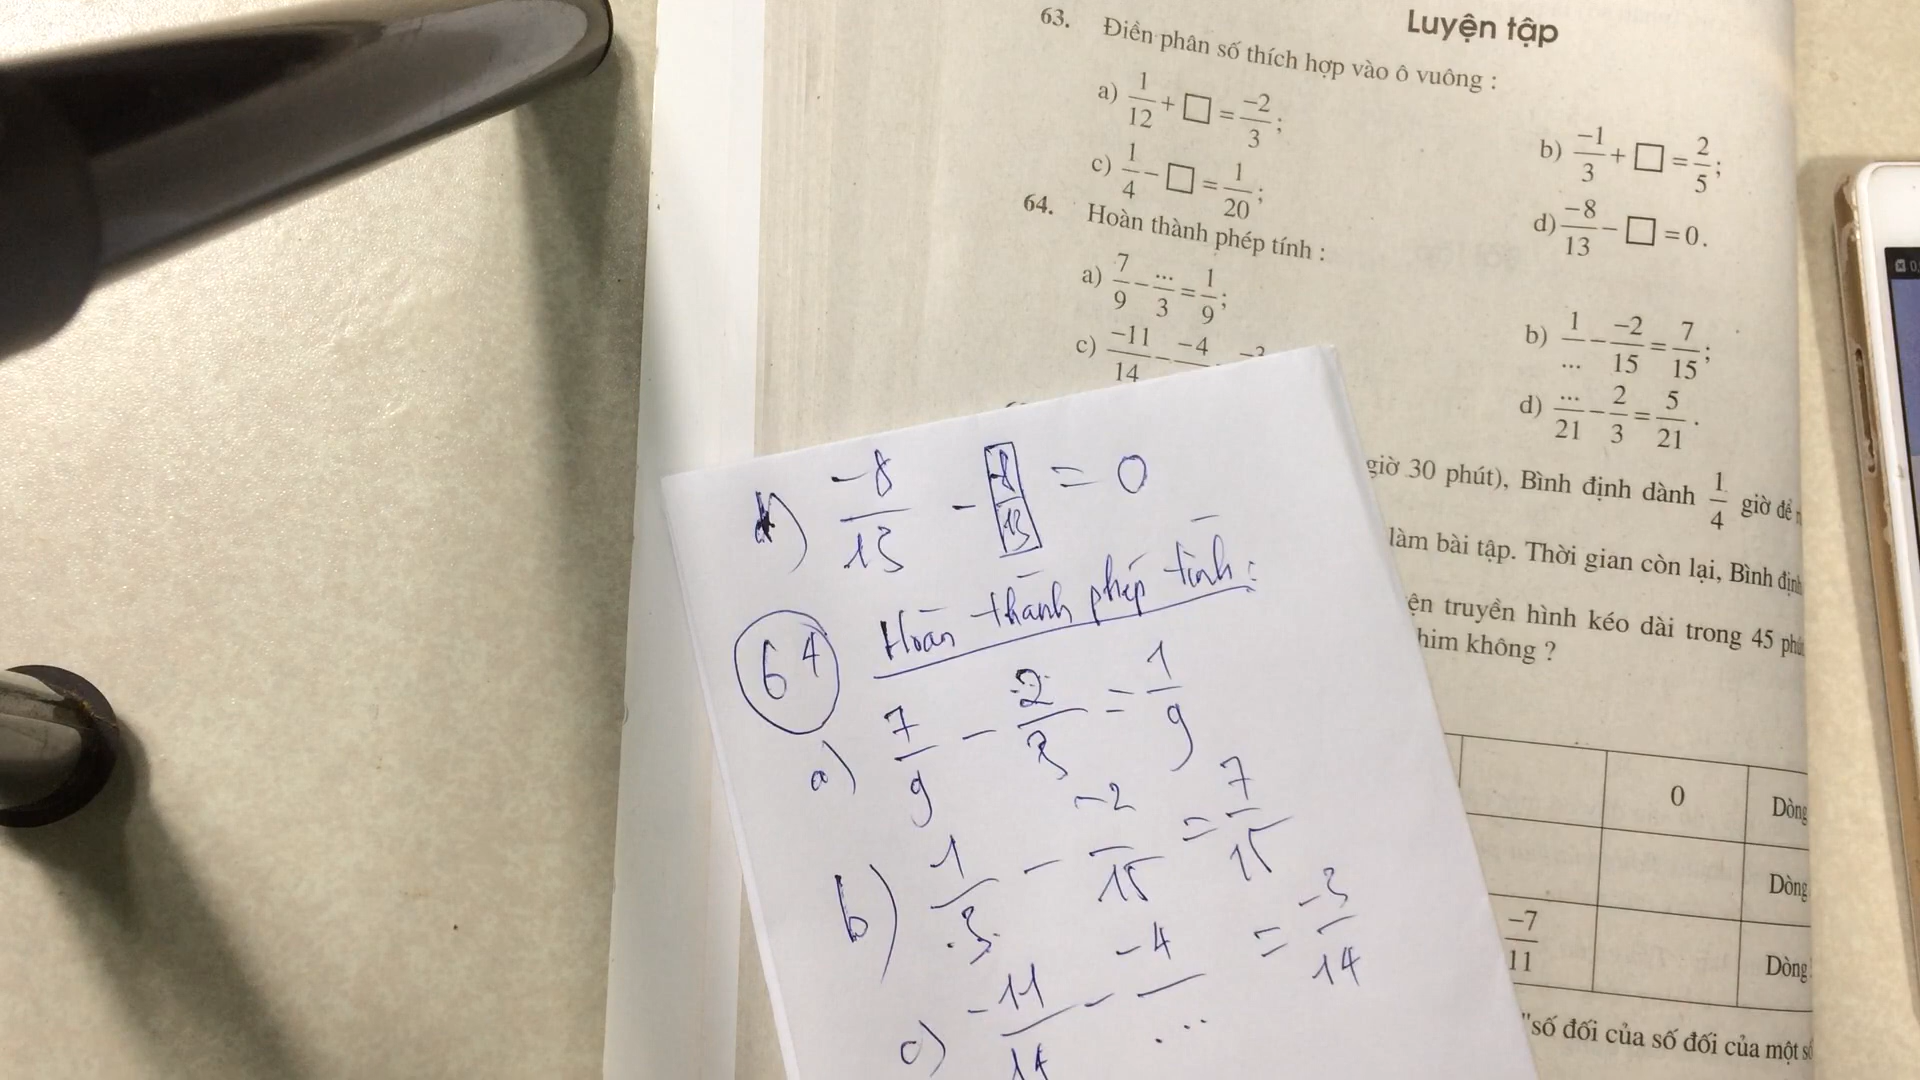 Luyện tập
63. Điền phân số thích hợp vào ô vuông :
a) 1/12 + □ = -2/3;
b) -1/3 + □ = 2/5;
c) 1/4 - □ = 1/20;
d) -8/13 - □ = 0.
64. Hoàn thành phép tính :
a) 7/9 - .../3 = 1/9;
b) 1/... - -2/15 = 7/15;
c) -11/14 - -4
d) .../21 - 2/3 = 5/21.
giờ 30 phút), Bình định dành 1/4 giờ để
làm bài tập. Thời gian còn lại, Bình định
ện truyền hình kéo dài trong 45 phú
him không ?
0 Dòng
Dòng
-7/11 Dòng
"số đối của số đối của một số
d) -8/13 - -8/13 = 0
64 Hoàn thành phép tính:
a) 7/9 - 2/3 = 1/9
b) 1/3 - -2/15 = 7/15
c) -11/14 - -4/... = -3/14